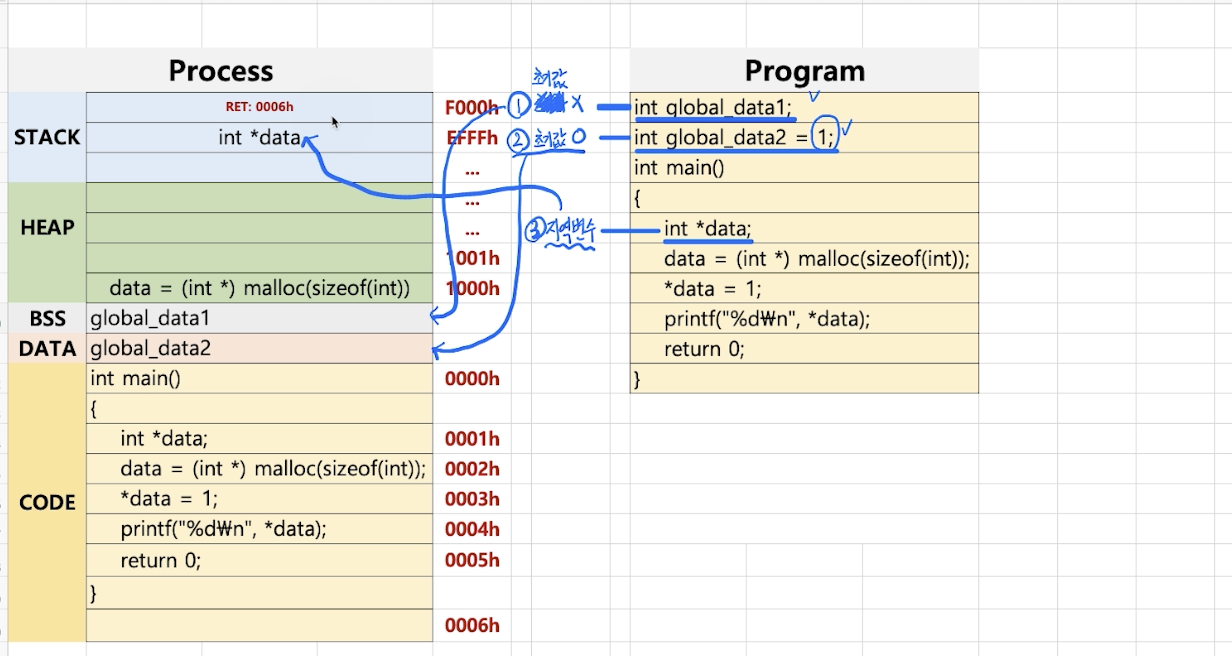 Process
Program
STACK
RET: 0006h
F000h
int *data
EFFFh
...
HEAP
...
...
1001h
data = (int *) malloc(sizeof(int))
1000h
BSS
global_data1
DATA
global_data2
CODE
int main()
0000h
{
int *data;
0001h
data = (int *) malloc(sizeof(int));
0002h
*data = 1;
0003h
printf("%d₩n", *data);
0004h
return 0;
0005h
}
0006h
① X
② 초기값 O
③ 지역변수
int global_data1;
int global_data2 = 1;
int main()
{
int *data;
data = (int *) malloc(sizeof(int));
*data = 1;
printf("%d₩n", *data);
return 0;
}